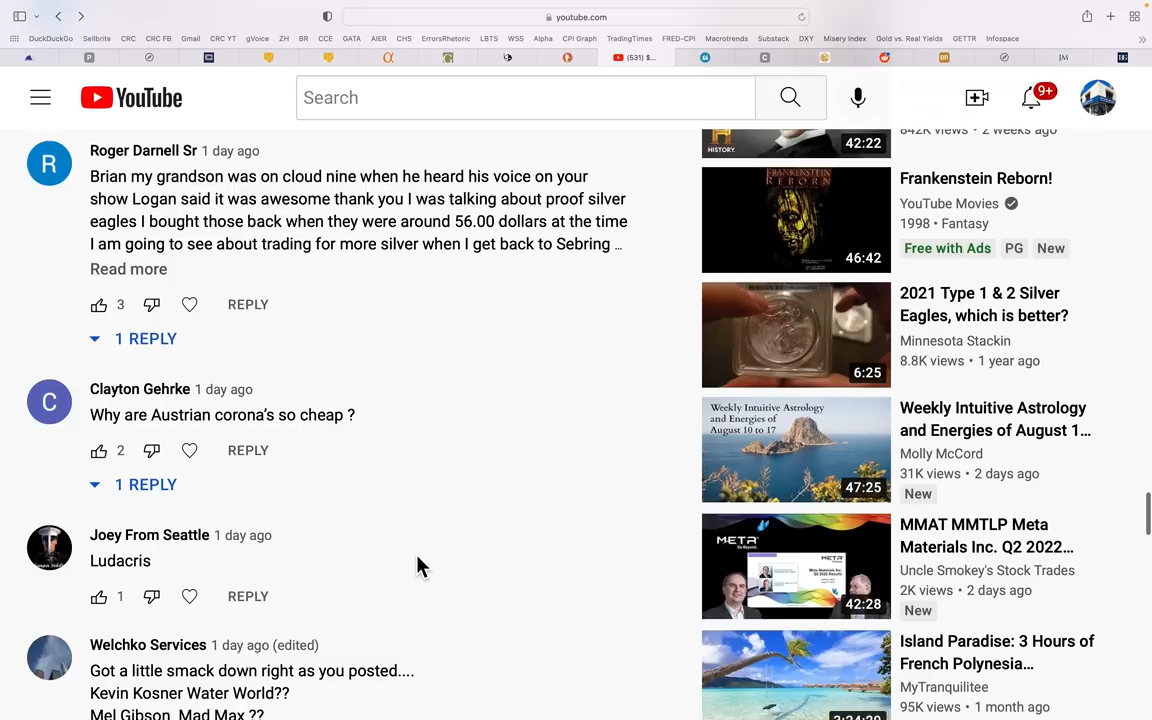 youtube.com
DuckDuckGo Sellbrite CRC CRC FB Gmail CRC YT gVoice ZH BR CCE GATA AIER CHS ErrorsRhetoric LBTS WSS Alpha CPI Graph TradingTimes FRED-CPI Macrotrends Substack DXY Misery Index Gold vs. Real Yields GETTR Infospace
(531) $...
JM
YouTube
Search
9+
Roger Darnell Sr 1 day ago
Brian my grandson was on cloud nine when he heard his voice on your
show Logan said it was awesome thank you I was talking about proof silver
eagles I bought those back when they were around 56.00 dollars at the time
I am going to see about trading for more silver when I get back to Sebring ...
Read more
3 REPLY
1 REPLY
Clayton Gehrke 1 day ago
Why are Austrian corona's so cheap ?
2 REPLY
1 REPLY
Joey From Seattle 1 day ago
Ludacris
1 REPLY
Welchko Services 1 day ago (edited)
Got a little smack down right as you posted....
Kevin Kosner Water World??
Mel Gibson Mad Max ??
R
C
HISTORY
42:22
842K views • 2 weeks ago
FRANKENSTEIN
REBORN
46:42
Frankenstein Reborn!
YouTube Movies
1998 • Fantasy
Free with Ads PG New
6:25
2021 Type 1 & 2 Silver
Eagles, which is better?
Minnesota Stackin
8.8K views • 1 year ago
Weekly Intuitive Astrology
and Energies of
August 10 to 17
47:25
Weekly Intuitive Astrology
and Energies of August 1...
Molly McCord
31K views • 2 days ago
New
META
META
42:28
MMAT MMTLP Meta
Materials Inc. Q2 2022...
Uncle Smokey's Stock Trades
2K views • 2 days ago
New
Island Paradise: 3 Hours of
French Polynesia...
MyTranquilitee
95K views • 1 month ago